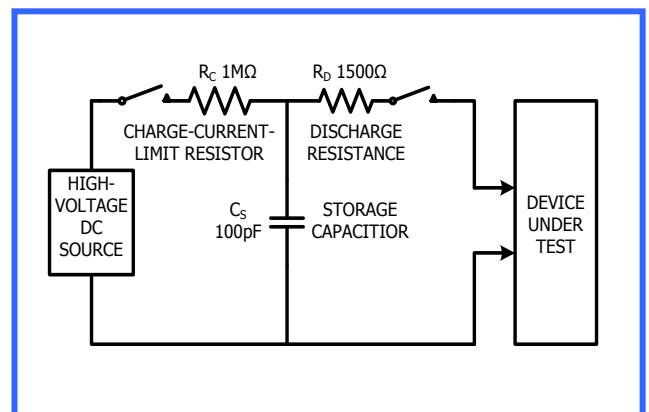 R_C 1MΩ
CHARGE-CURRENT-
LIMIT RESISTOR
R_D 1500Ω
DISCHARGE
RESISTANCE
HIGH-
VOLTAGE
DC
SOURCE
C_S
100pF
STORAGE
CAPACITIOR
DEVICE
UNDER
TEST